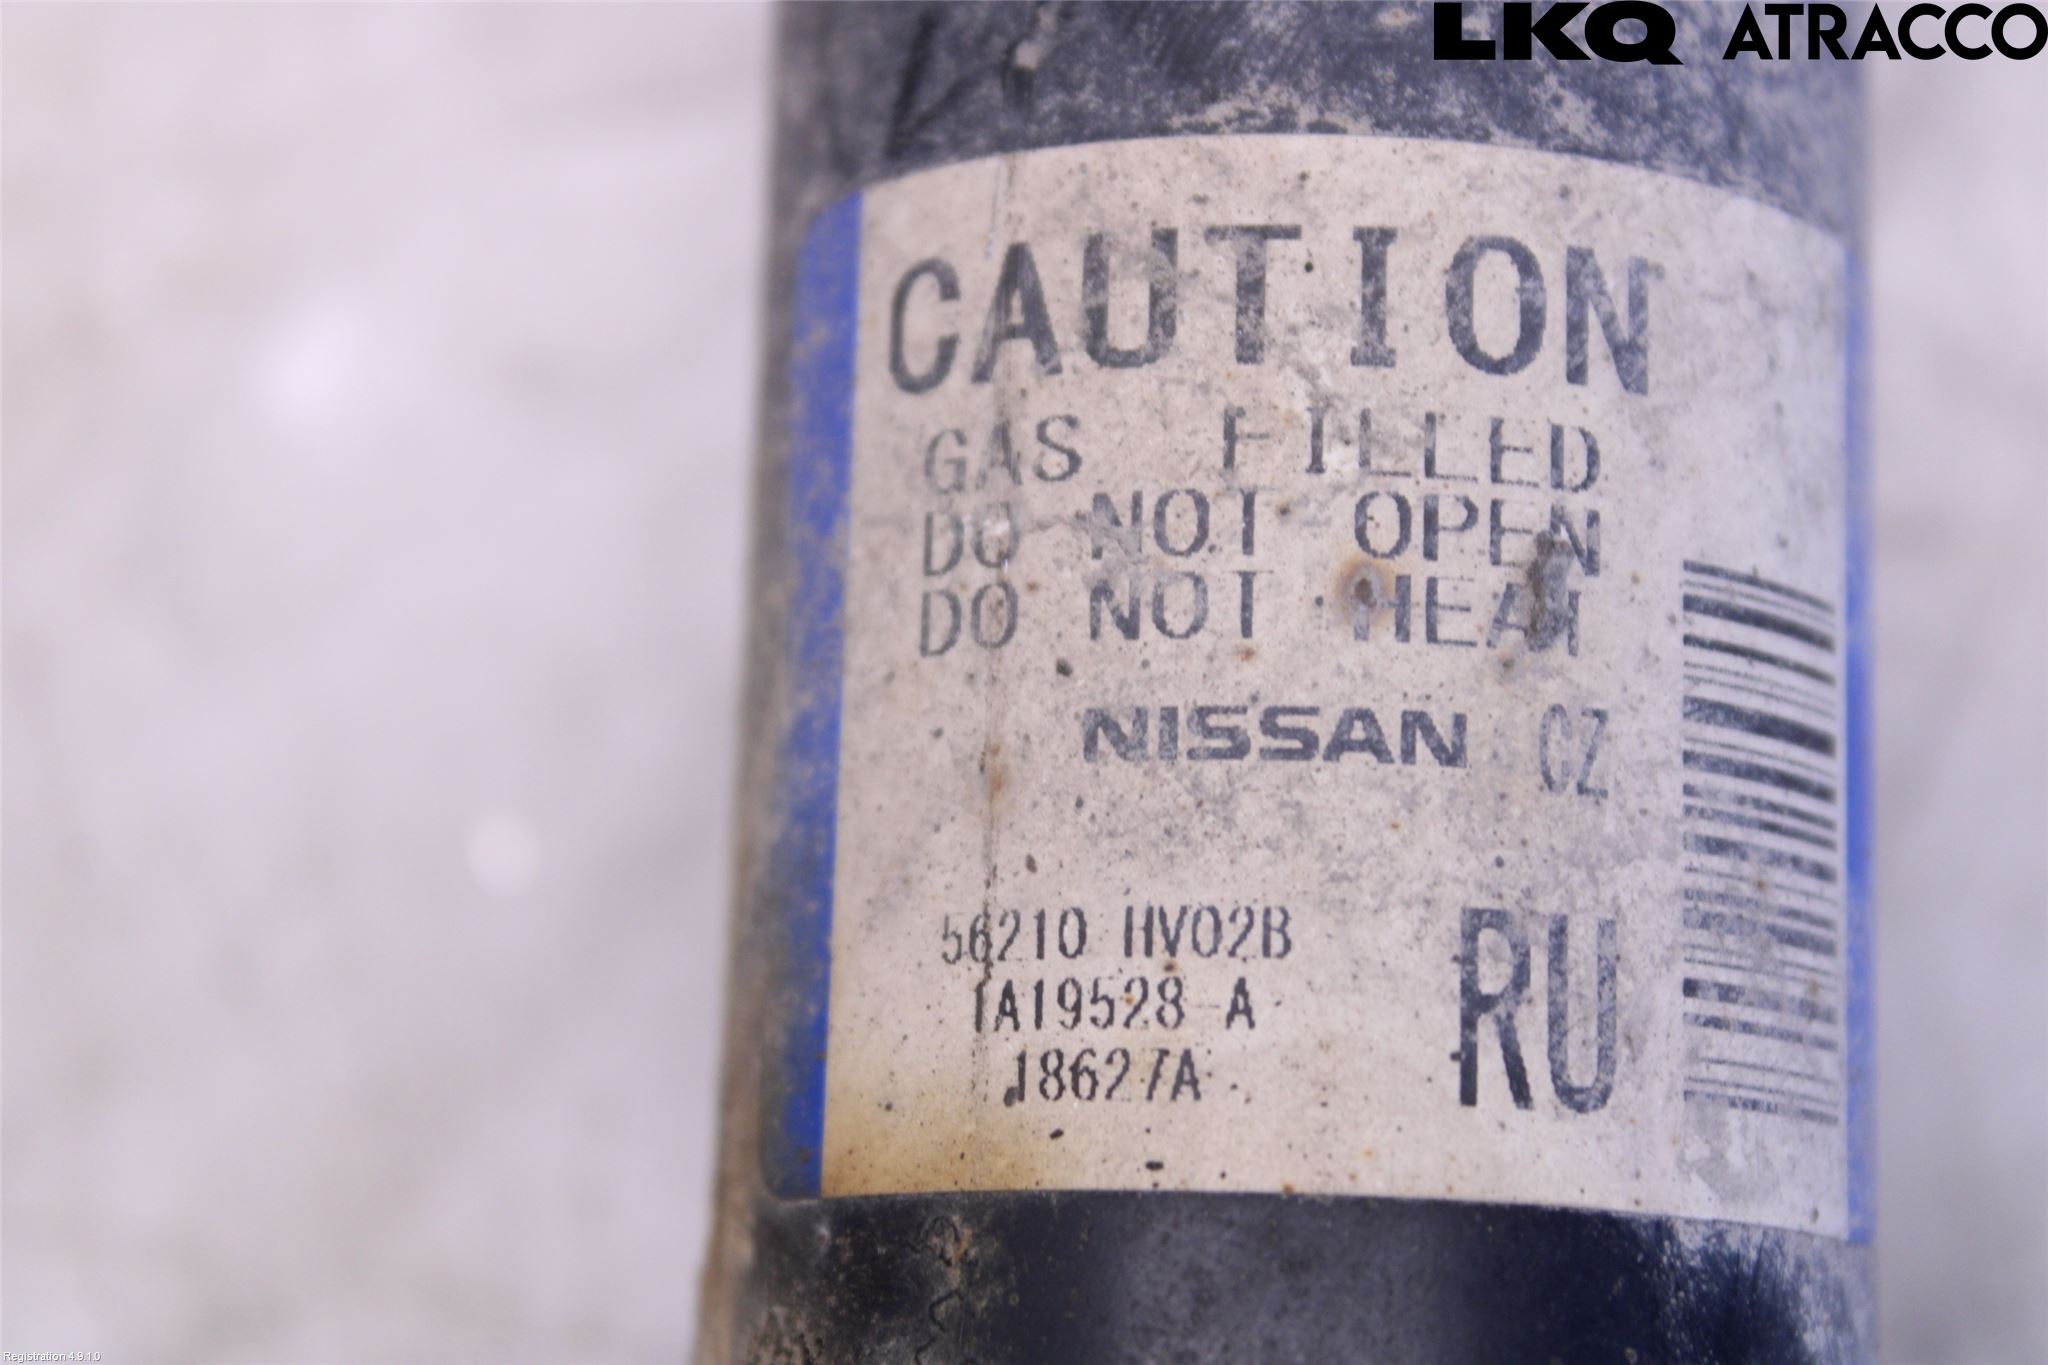 LKQ ATRACCO
CAUTION
GAS FILLED
DO NOT OPEN
DO NOT HEAT
NISSAN CZ
56210 HV02B
1A19528-A
18627A
RU
Registration 4.9.1.0